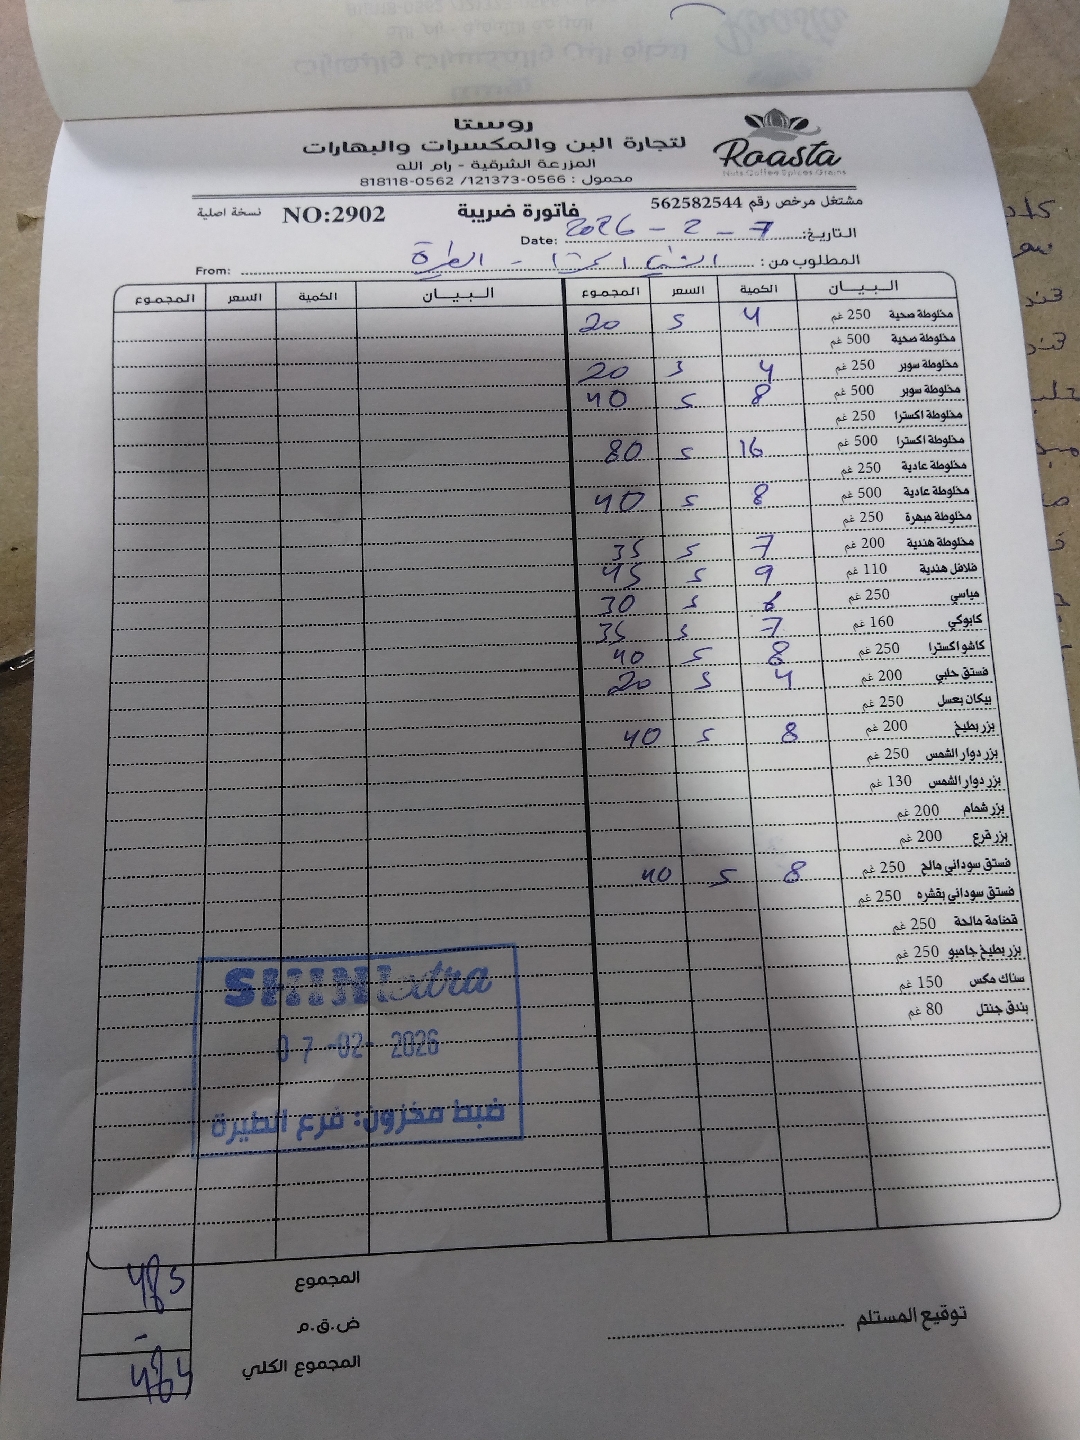 روستا
لتجارة البن والمكسرات والبهارات
المزرعة الشرقية - رام الله
محمول : 0566-121373/ 0562-818118
Roasta
Nuts.Coffee.Spices.Grains
مشتغل مرخص رقم 562582544
فاتورة ضريبة
NO:2902
نسخة اصلية
التاريخ: 7 - 2 - 2026 Date:
المطلوب من: الطيرة From:
البيان الكمية السعر المجموع البيان الكمية السعر المجموع
مخلوطة صحية 250 غم 4 5 20
مخلوطة صحية 500 غم
مخلوطة سوبر 250 غم 4 5 20
مخلوطة سوبر 500 غم 8 5 40
مخلوطة اكسترا 250 غم
مخلوطة اكسترا 500 غم 16 5 80
مخلوطة عادية 250 غم
مخلوطة عادية 500 غم 8 5 40
مخلوطة مبهرة 250 غم
مخلوطة هندية 200 غم 7 5 35
فلافل هندية 110 غم 9 5 45
مياسي 250 غم 5 30
كابوكي 160 غم 7 5 35
كاشو اكسترا 250 غم 8 5 40
فستق حلبي 200 غم 4 5 20
بيكان بعسل 250 غم
بزر بطيخ 200 غم 8 5 40
بزر دوار الشمس 250 غم
بزر دوار الشمس 130 غم
بزر شمام 200 غم
بزر قرع 200 غم
فستق سوداني مالح 250 غم 8 5 40
فستق سوداني بقشره 250 غم
قضامة مالحة 250 غم
بزر بطيخ جامبو 250 غم
سناك مكس 150 غم
بندق جنتل 80 غم
SHINI extra
07-02-2026
ضبط مخزون: فرع الطيرة
المجموع 485
ض.ق.م -
المجموع الكلي
توقيع المستلم